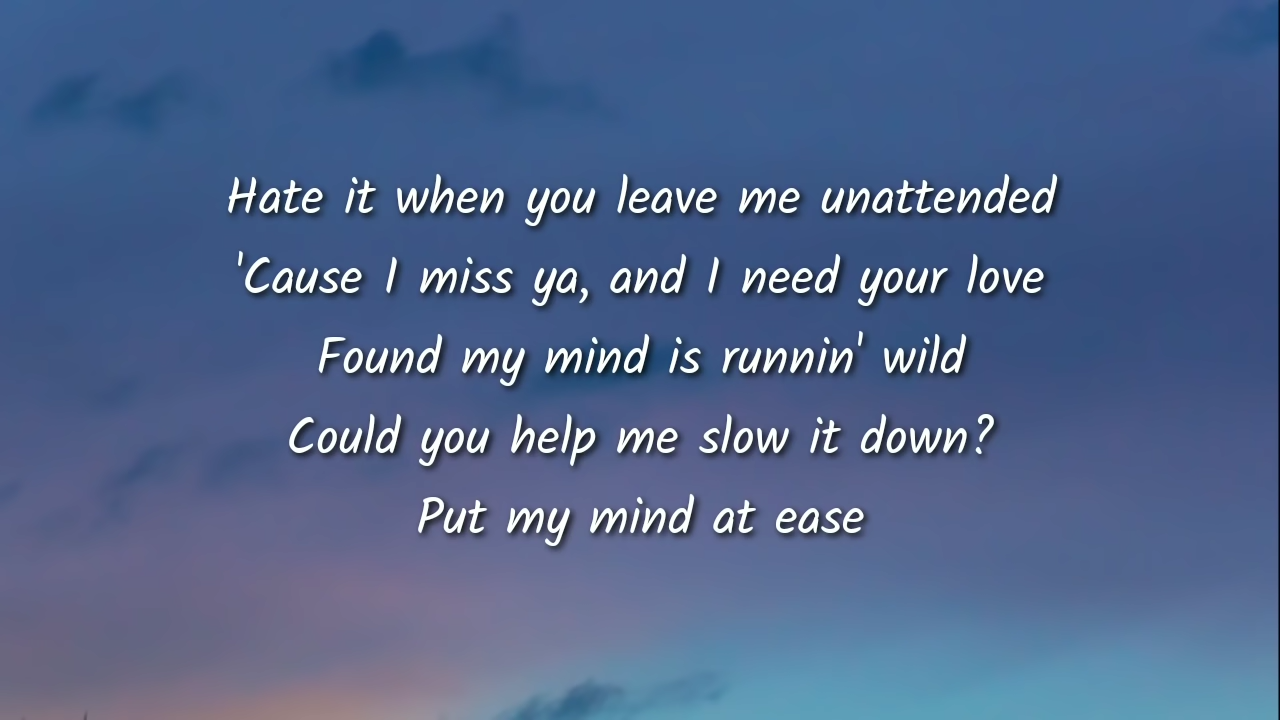 Hate it when you leave me unattended
'Cause I miss ya, and I need your love
Found my mind is runnin' wild
Could you help me slow it down?
Put my mind at ease